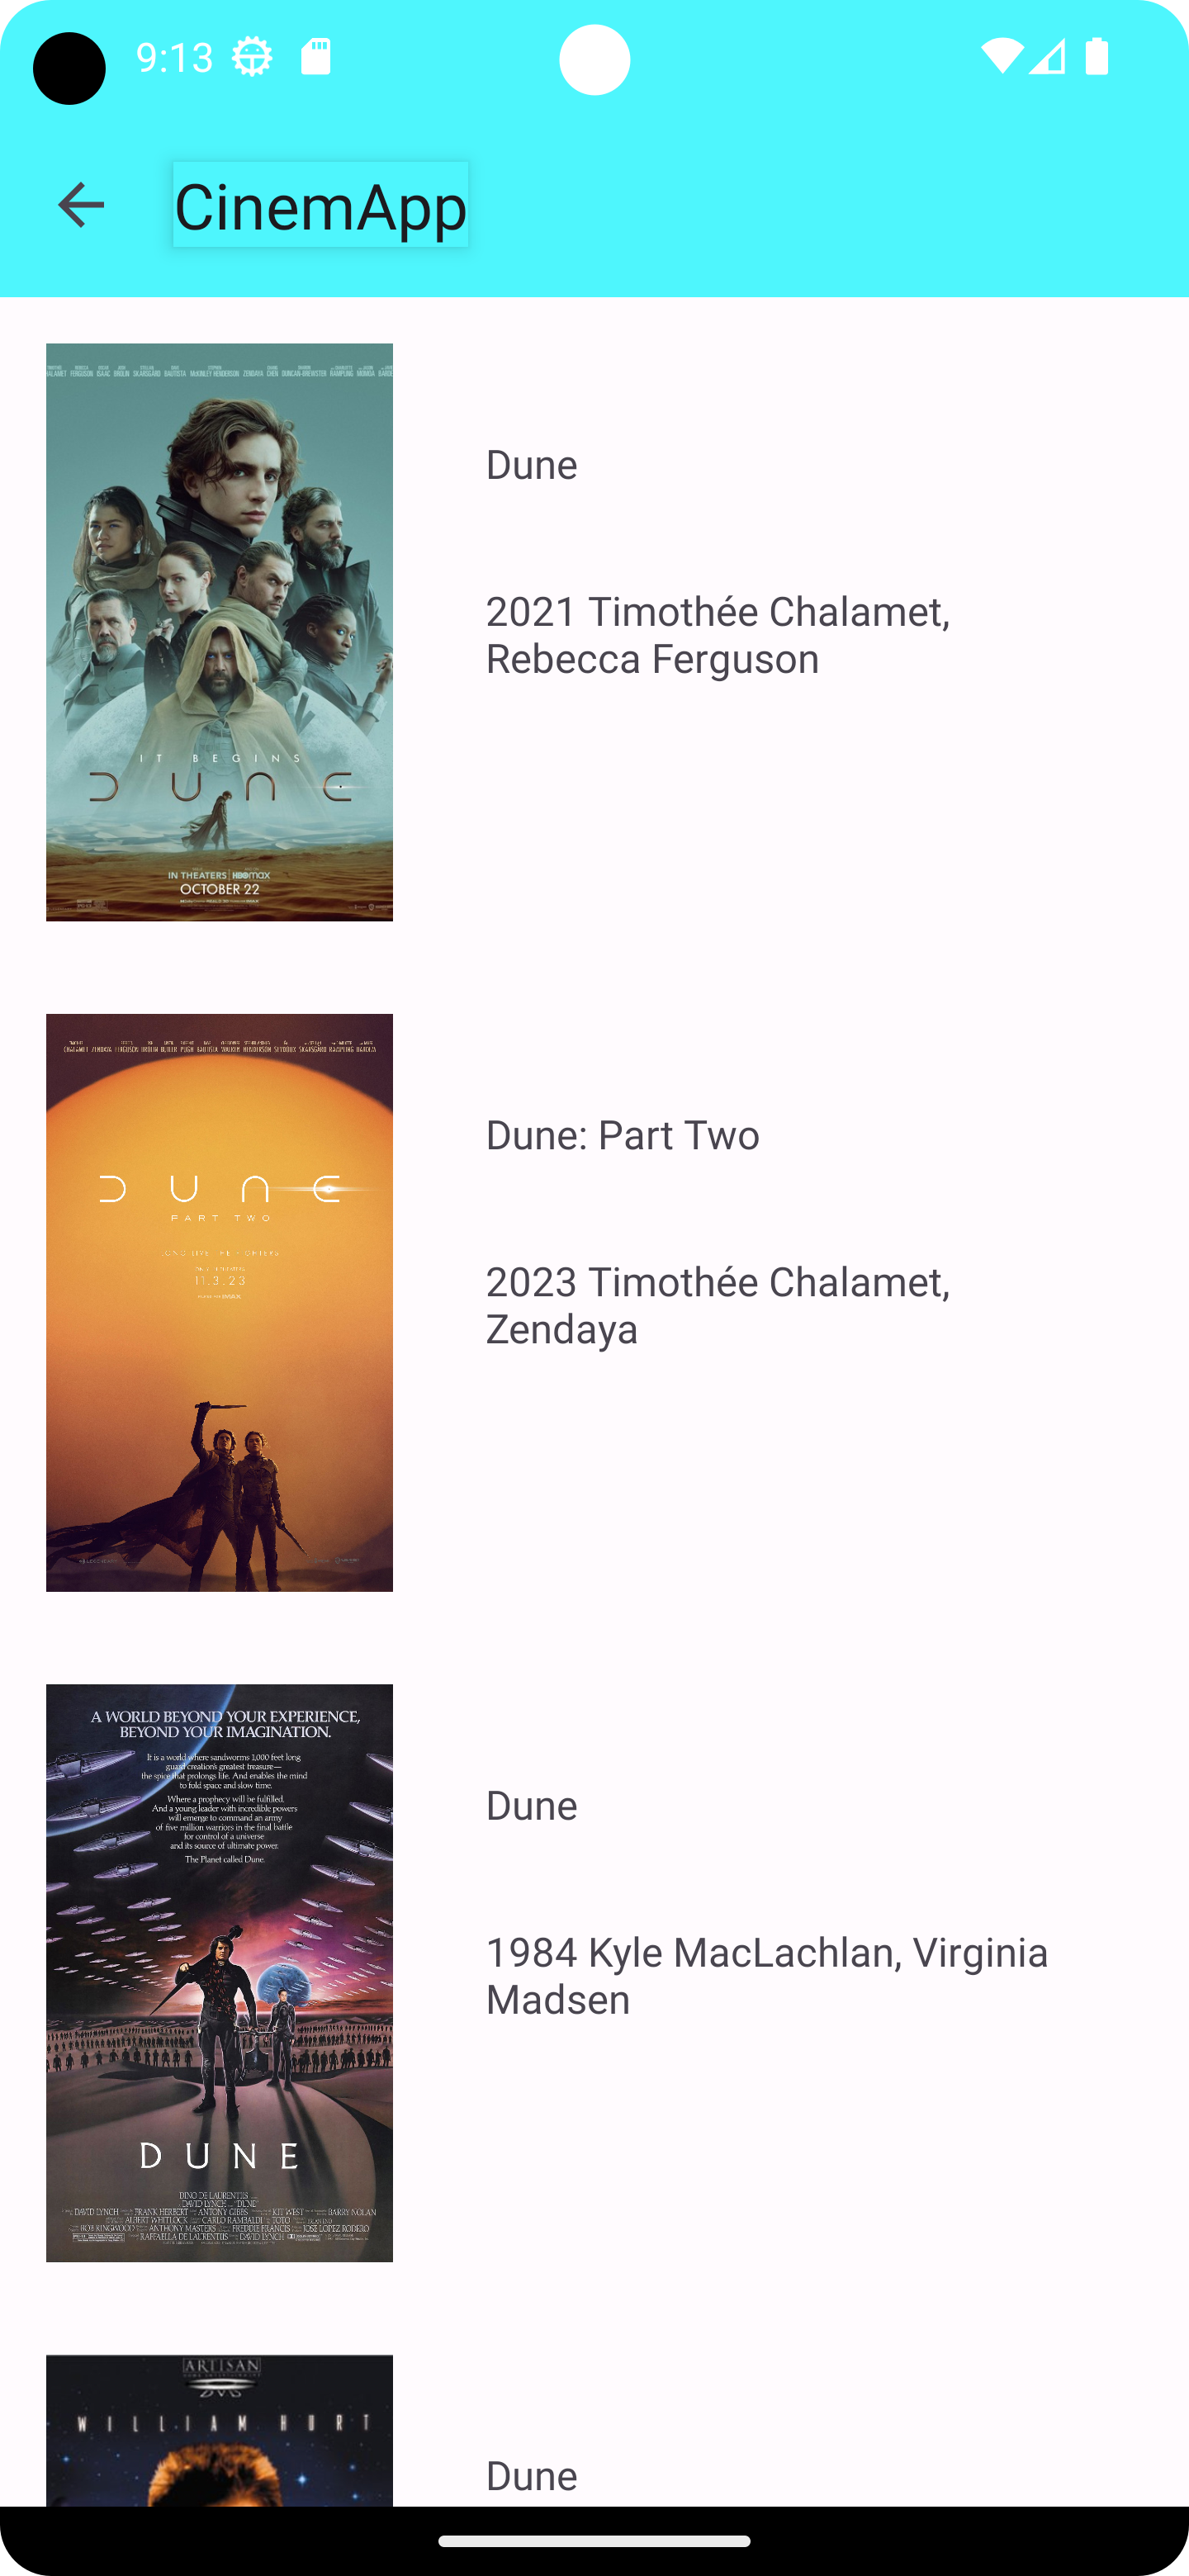 9:13
CinemApp
IT BEGINS
DUNE
IN THEATERS HBOmax
OCTOBER 22
Dune
2021 Timothée Chalamet,
Rebecca Ferguson
DUNE
PART TWO
11.3.23
Dune: Part Two
2023 Timothée Chalamet,
Zendaya
A WORLD BEYOND YOUR EXPERIENCE,
BEYOND YOUR IMAGINATION.
It is a world where sandworms 1,000 feet long
guard creation's greatest treasure—
the spice that prolongs life. And enables the mind
to fold space and slow time.
Where a prophecy will be fulfilled.
And a young leader with incredible powers
will emerge to command an army
of five million warriors in the final battle
for control of a universe
and its source of ultimate power.
The Planet called Dune.
DUNE
DINO DE LAURENTIIS
Dune
1984 Kyle MacLachlan, Virginia
Madsen
ARTISAN
WILLIAM HURT
Dune